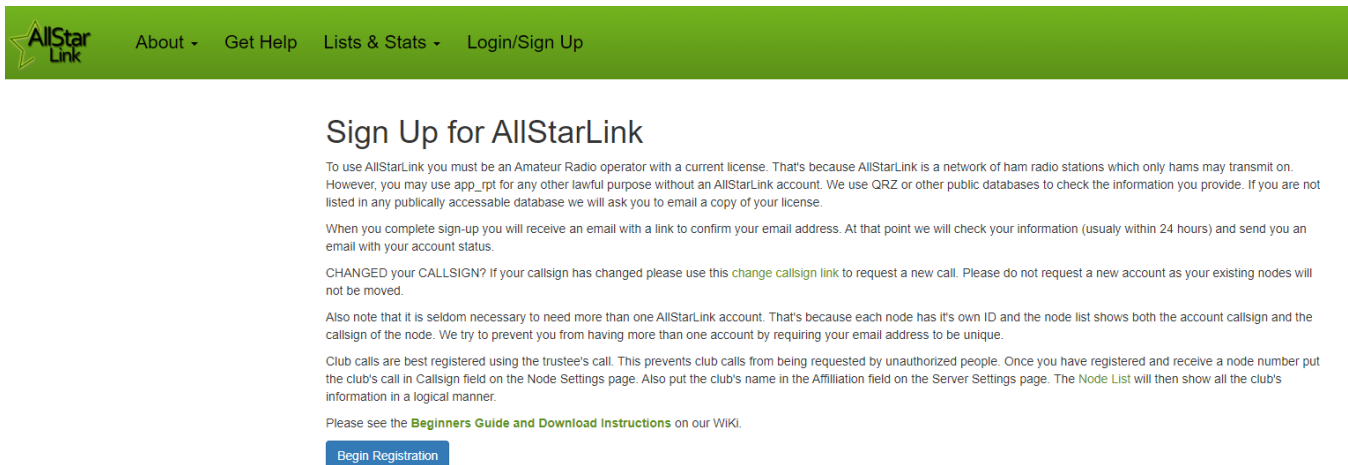 AllStar
Link
About
Get Help
Lists & Stats
Login/Sign Up
Sign Up for AllStarLink
To use AllStarLink you must be an Amateur Radio operator with a current license. That's because AllStarLink is a network of ham radio stations which only hams may transmit on.
However, you may use app_rpt for any other lawful purpose without an AllStarLink account. We use QRZ or other public databases to check the information you provide. If you are not
listed in any publically accessable database we will ask you to email a copy of your license.
When you complete sign-up you will receive an email with a link to confirm your email address. At that point we will check your information (usualy within 24 hours) and send you an
email with your account status.
CHANGED your CALLSIGN? If your callsign has changed please use this change callsign link to request a new call. Please do not request a new account as your existing nodes will
not be moved.
Also note that it is seldom necessary to need more than one AllStarLink account. That's because each node has it's own ID and the node list shows both the account callsign and the
callsign of the node. We try to prevent you from having more than one account by requiring your email address to be unique.
Club calls are best registered using the trustee's call. This prevents club calls from being requested by unauthorized people. Once you have registered and receive a node number put
the club's call in Callsign field on the Node Settings page. Also put the club's name in the Affilliation field on the Server Settings page. The Node List will then show all the club's
information in a logical manner.
Please see the Beginners Guide and Download Instructions on our WiKi.
Begin Registration